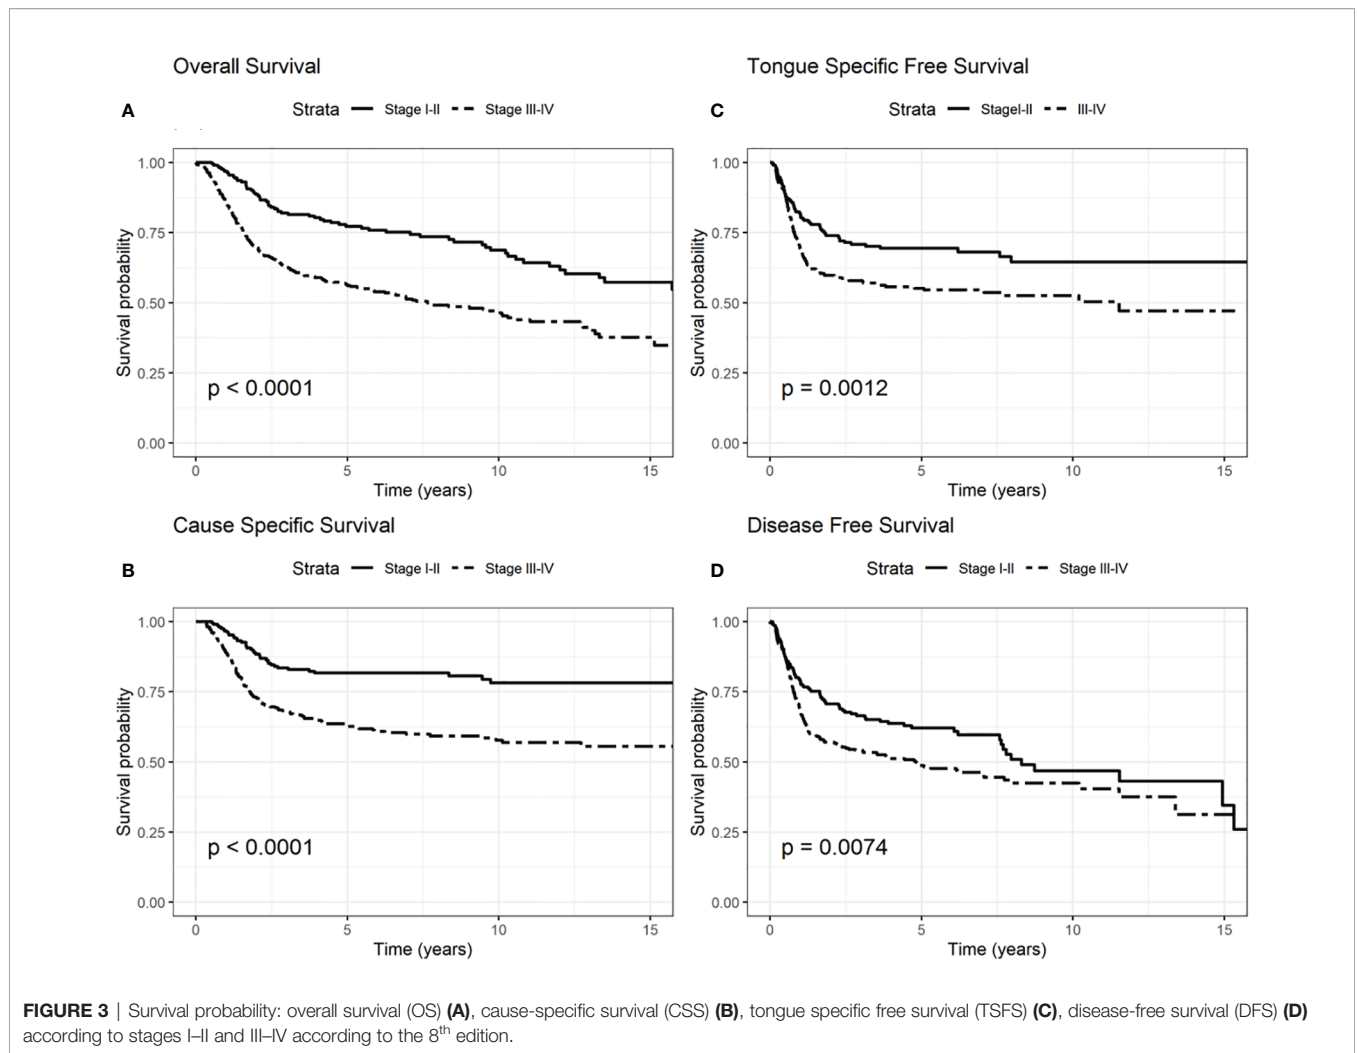 Overall Survival
A
Strata Stage I-II Stage III-IV
1.00
0.75
0.50
0.25
0.00
Survival probability
p < 0.0001
0 5 10 15
Time (years)
Tongue Specific Free Survival
C
Strata StageI-II III-IV
1.00
0.75
0.50
0.25
0.00
Survival probability
p = 0.0012
0 5 10 15
Time (years)
Cause Specific Survival
B
Strata Stage I-II Stage III-IV
1.00
0.75
0.50
0.25
0.00
Survival probability
p < 0.0001
0 5 10 15
Time (years)
Disease Free Survival
D
Strata Stage I-II Stage III-IV
1.00
0.75
0.50
0.25
0.00
Survival probability
p = 0.0074
0 5 10 15
Time (years)
FIGURE 3 | Survival probability: overall survival (OS) (A), cause-specific survival (CSS) (B), tongue specific free survival (TSFS) (C), disease-free survival (DFS) (D)
according to stages I–II and III–IV according to the 8th edition.